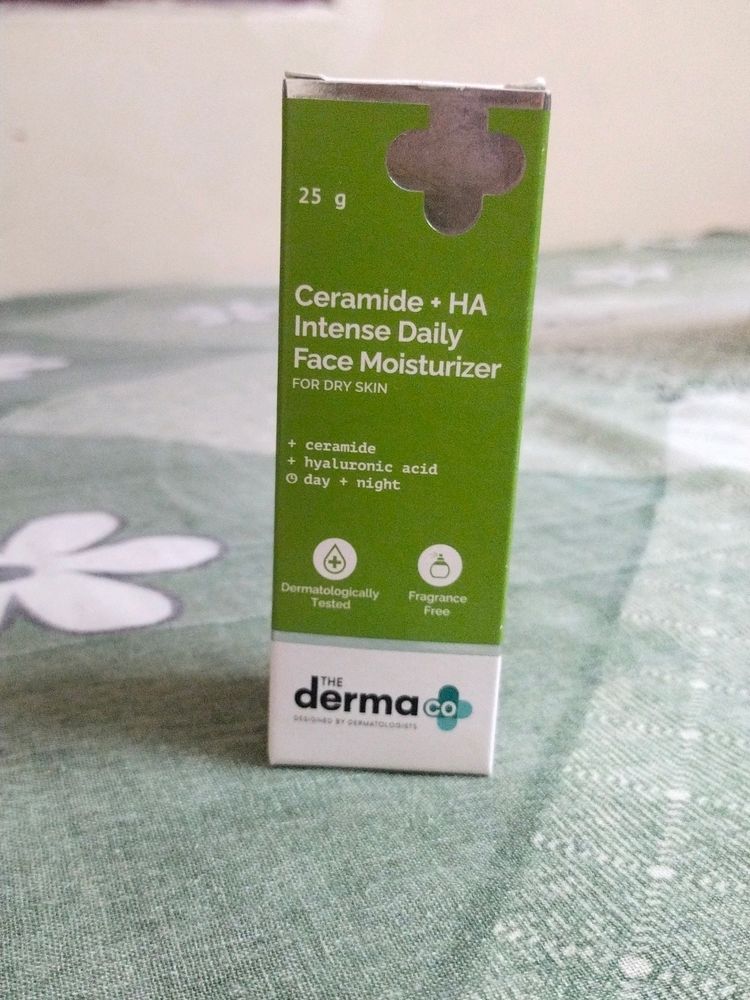 25 g
Ceramide + HA
Intense Daily
Face Moisturizer
FOR DRY SKIN
+ ceramide
+ hyaluronic acid
day + night
Dermatologically
Tested
Fragrance
Free
THE
derma co
DESIGNED BY DERMATOLOGISTS